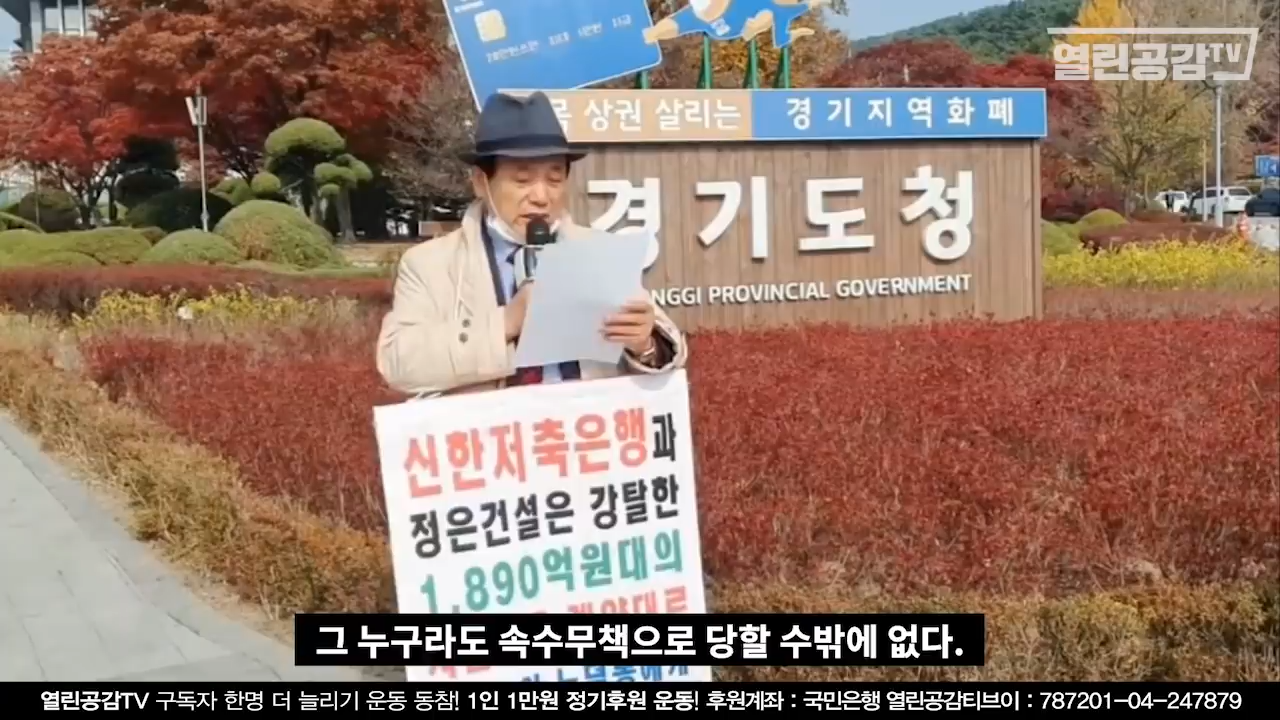 열린공감TV
상권 살리는
경기지역화폐
경기도청
PROVINCIAL GOVERNMENT
신한저축은행과
정은건설은 강탈한
1,890억원대의
그 누구라도 속수무책으로 당할 수밖에 없다.
열린공감TV 구독자 한명 더 늘리기 운동 동참! 1인 1만원 정기후원 운동! 후원계좌 : 국민은행 열린공감티브이 : 787201-04-247879